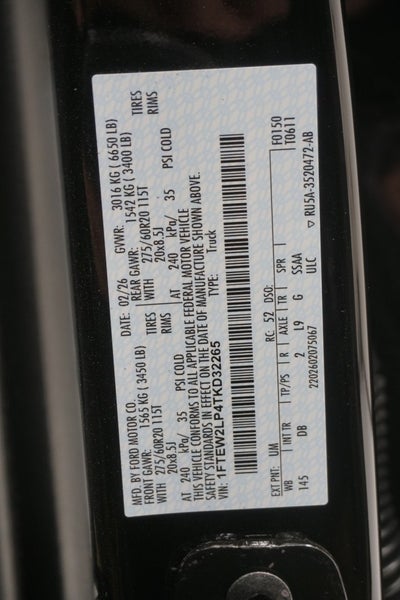 MFD. BY FORD MOTOR CO. DATE: 02/26 GVWR: 3016 KG ( 6650 LB)
FRONT GAWR: 1565 KG ( 3450 LB) REAR GAWR: 1542 KG ( 3400 LB)
WITH 275/60R20 115T TIRES WITH 275/60R20 115T TIRES
20x8.5J RIMS 20x8.5J RIMS
AT 240 kPa/ 35 PSI COLD AT 240 kPa/ 35 PSI COLD
THIS VEHICLE CONFORMS TO ALL APPLICABLE FEDERAL MOTOR VEHICLE
SAFETY STANDARDS IN EFFECT ON THE DATE OF MANUFACTURE SHOWN ABOVE.
VIN: 1FTEW2LP4TKD32265 TYPE: Truck
F0150
T0611
EXT PNT: UM RC: 52 DSO:
WB INT TR TP/PS R AXLE TR SPR
145 DB 2 L9 G SSAA
2202602075067 ULC ▽ RU5A-3520472-AB